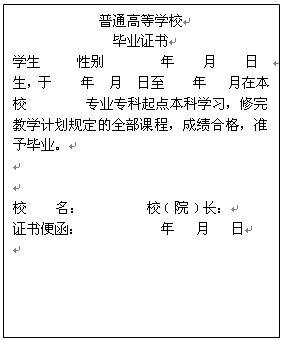 普通高等学校
毕业证书
学生 性别 年 月 日
生，于 年 月 日至 年 月在本
校 专业专科起点本科学习，修完
教学计划规定的全部课程，成绩合格，准
予毕业。
校 名： 校（院）长：
证书便函： 年 月 日